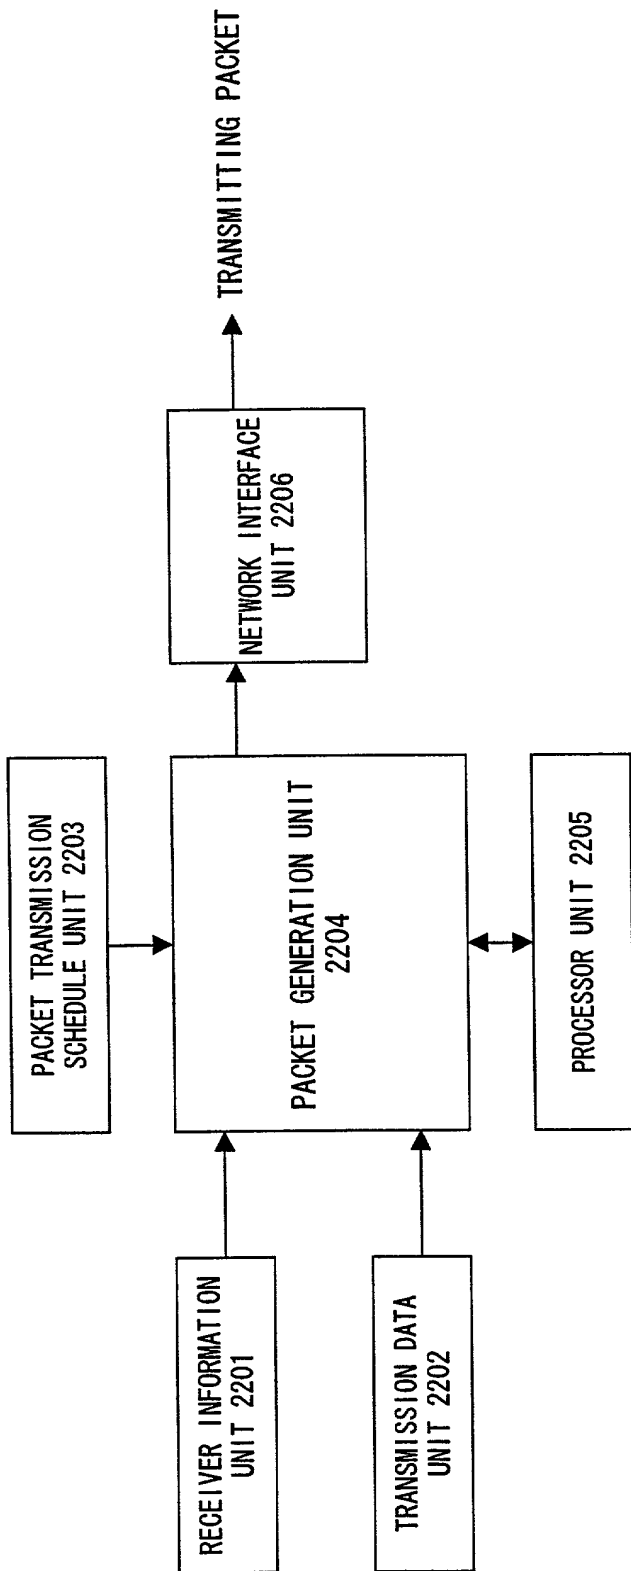 PACKET TRANSMISSION
SCHEDULE UNIT 2203
RECEIVER INFORMATION
UNIT 2201
TRANSMISSION DATA
UNIT 2202
PACKET GENERATION UNIT
2204
PROCESSOR UNIT 2205
NETWORK INTERFACE
UNIT 2206
TRANSMITTING PACKET